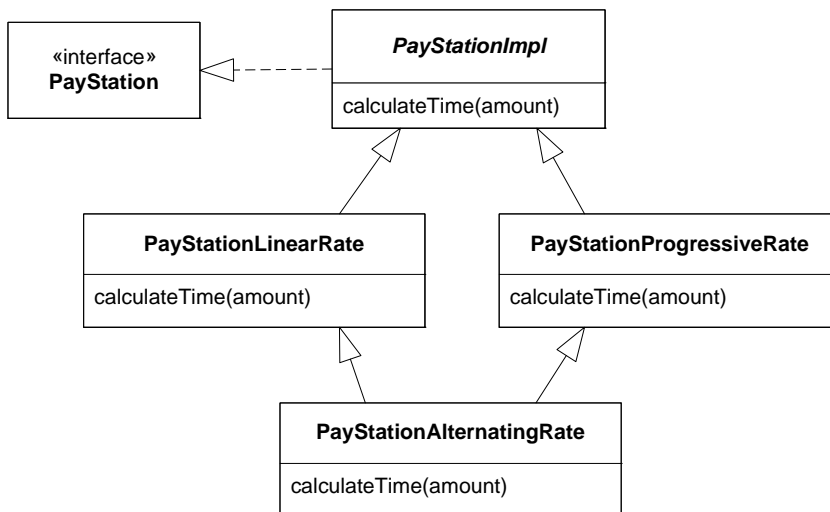 «interface»
PayStation
PayStationImpl
calculateTime(amount)
PayStationLinearRate
calculateTime(amount)
PayStationProgressiveRate
calculateTime(amount)
PayStationAlternatingRate
calculateTime(amount)